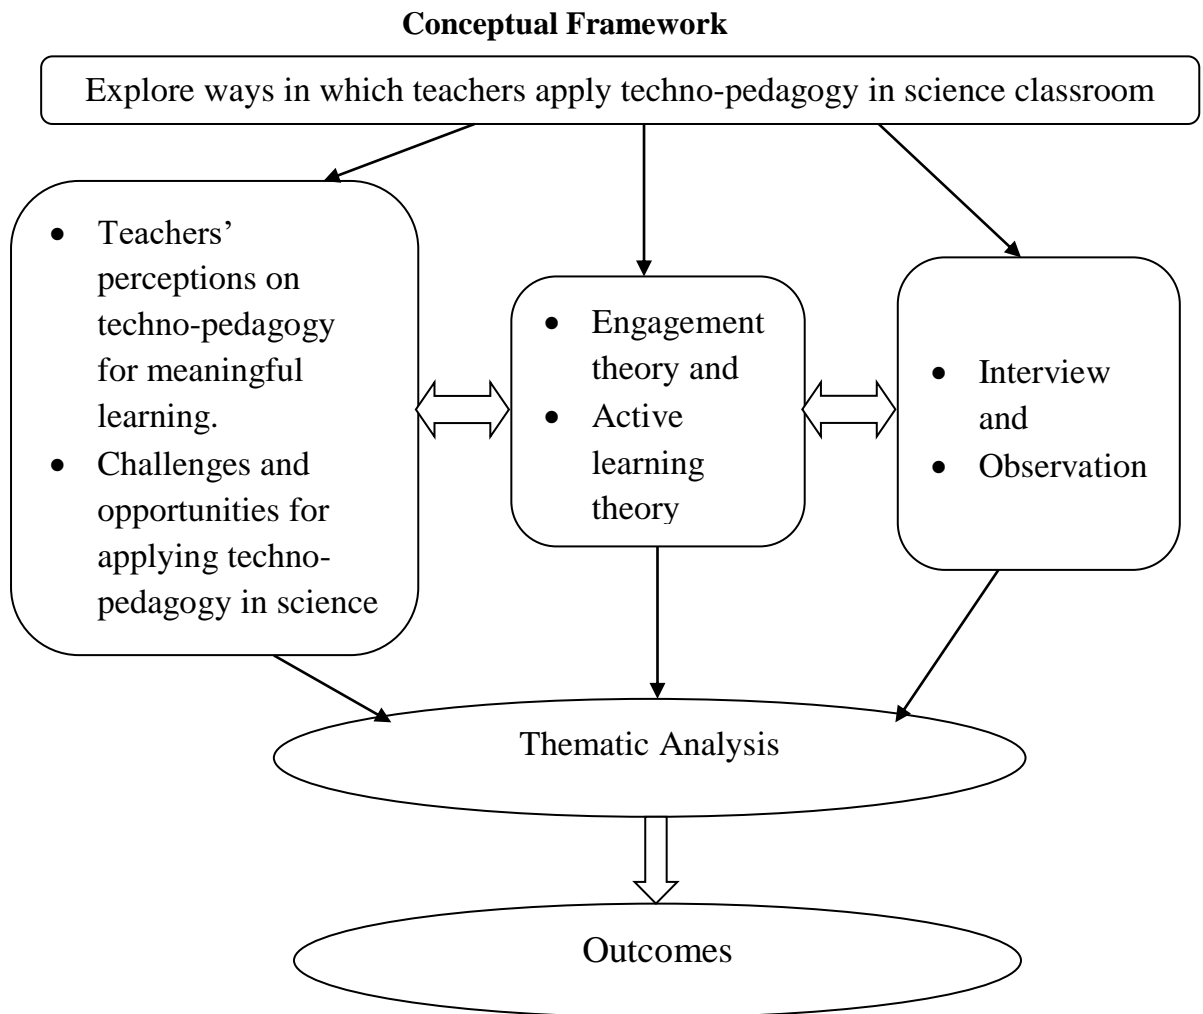 Conceptual Framework
Explore ways in which teachers apply techno-pedagogy in science classroom
• Teachers’
perceptions on
techno-pedagogy
for meaningful
learning.
• Challenges and
opportunities for
applying techno-
pedagogy in science
• Engagement
theory and
• Active
learning
theory
• Interview
and
• Observation
Thematic Analysis
Outcomes